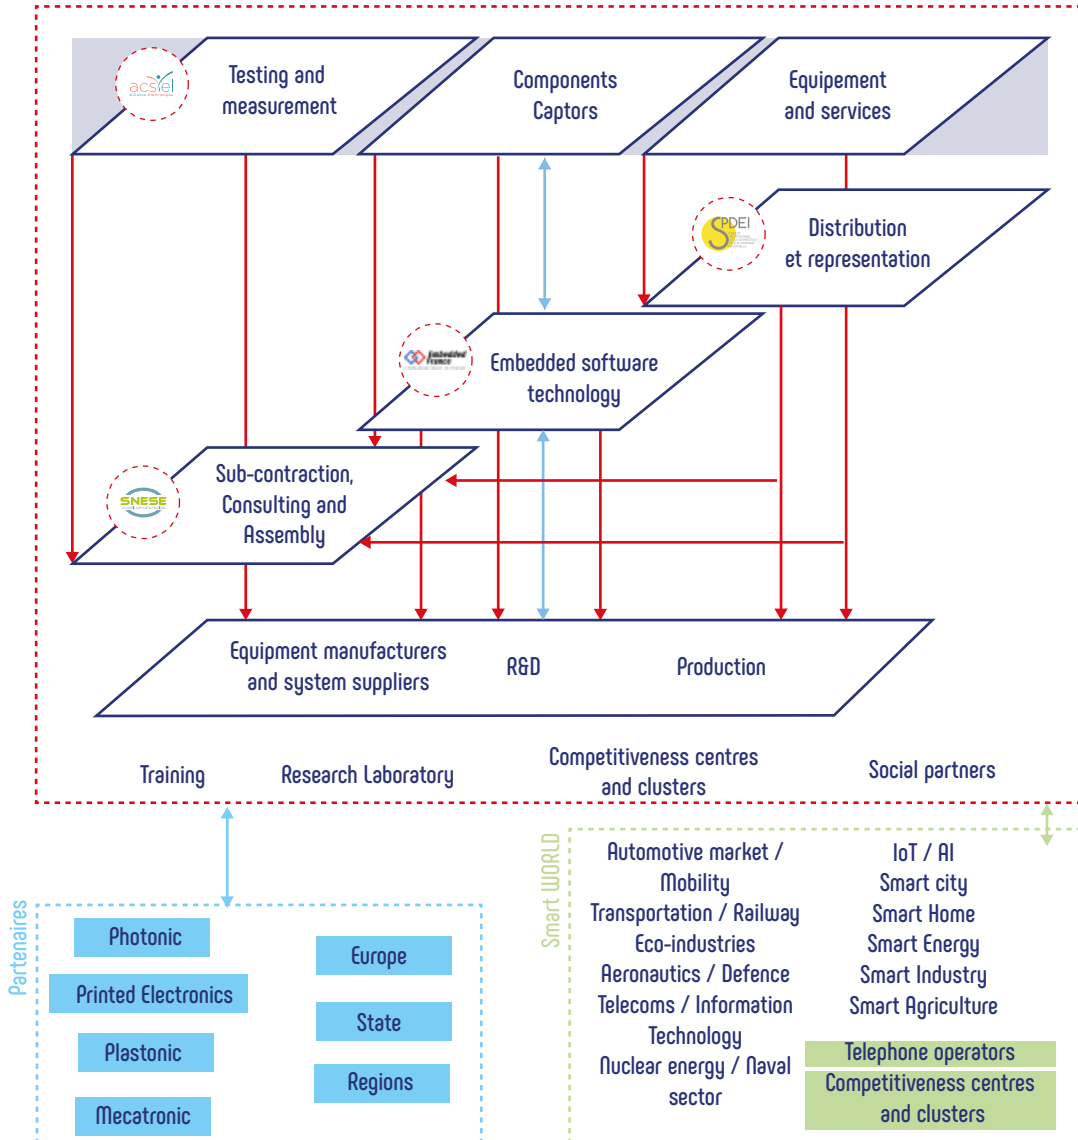 acsiel
Testing and
measurement
Components
Captors
Equipement
and services
SPDEI
Distribution
et representation
Embedded
France
Embedded software
technology
SNESE
Sub-contraction,
Consulting and
Assembly
Equipment manufacturers
and system suppliers
R&D
Production
Training
Research Laboratory
Competitiveness centres
and clusters
Social partners
Partenaires
Photonic
Printed Electronics
Plastonic
Mecatronic
Europe
State
Regions
Smart WORLD
Automotive market /
Mobility
Transportation / Railway
Eco-industries
Aeronautics / Defence
Telecoms / Information
Technology
Nuclear energy / Naval
sector
IoT / AI
Smart city
Smart Home
Smart Energy
Smart Industry
Smart Agriculture
Telephone operators
Competitiveness centres
and clusters